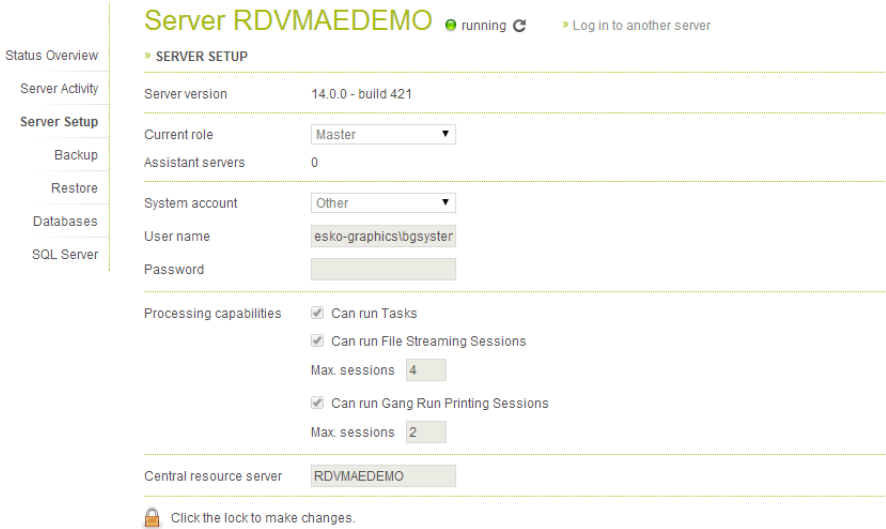 Server RDVMAEDEMO running » Log in to another server
Status Overview
Server Activity
Server Setup
Backup
Restore
Databases
SQL Server
» SERVER SETUP
Server version 14.0.0 - build 421
Current role Master
Assistant servers 0
System account Other
User name esko-graphics\bgsyster
Password
Processing capabilities Can run Tasks
Can run File Streaming Sessions
Max. sessions 4
Can run Gang Run Printing Sessions
Max. sessions 2
Central resource server RDVMAEDEMO
Click the lock to make changes.